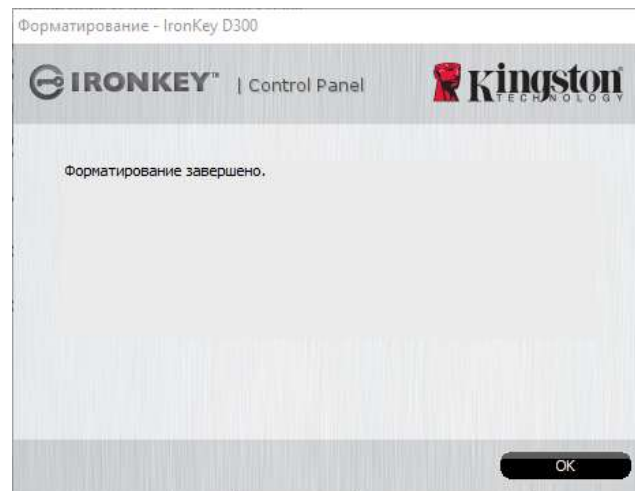 Форматирование - IronKey D300
IRONKEY™ | Control Panel
Kingston
TECHNOLOGY
Форматирование завершено.
OK